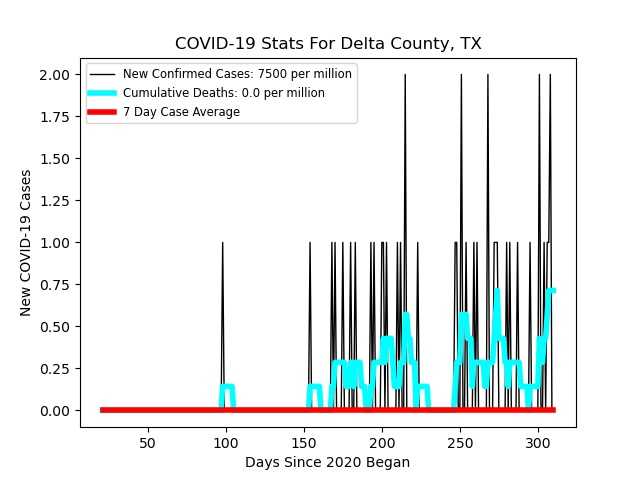 COVID-19 Stats For Delta County, TX
New Confirmed Cases: 7500 per million
Cumulative Deaths: 0.0 per million
7 Day Case Average
New COVID-19 Cases
2.00
1.75
1.50
1.25
1.00
0.75
0.50
0.25
0.00
50 100 150 200 250 300
Days Since 2020 Began